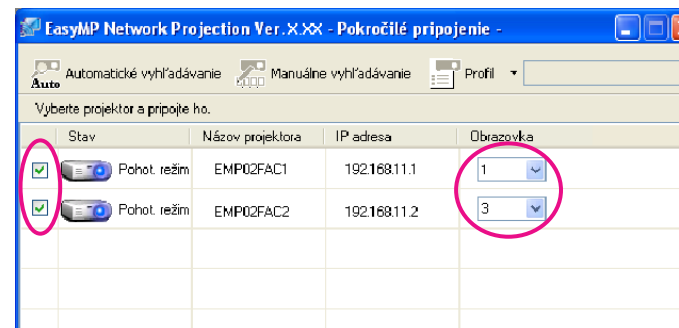 EasyMP Network Projection Ver.X.XX - Pokročilé pripojenie -
Auto Automatické vyhľadávanie Manuálne vyhľadávanie Profil
Vyberte projektor a pripojte ho.
Stav Názov projektora IP adresa Obrazovka
Pohot. režim EMP02FAC1 192.168.11.1 1
Pohot. režim EMP02FAC2 192.168.11.2 3